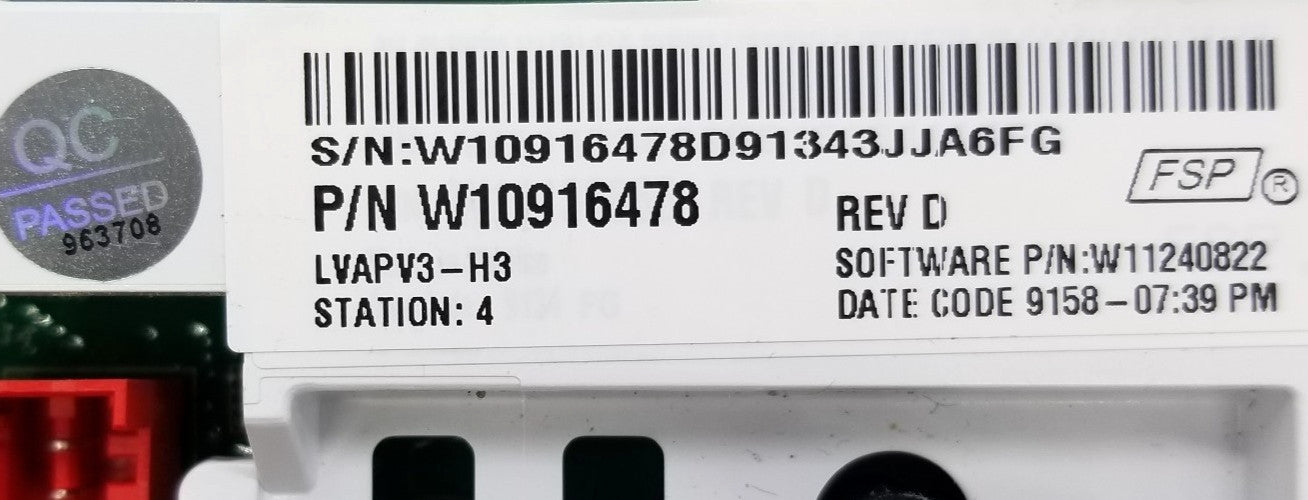 QC
PASSED
963708
S/N:W10916478D91343JJA6FG
P/N W10916478
REV D
FSP ®
LVAPV3-H3
SOFTWARE P/N:W11240822
STATION: 4
DATE CODE 9158-07:39 PM